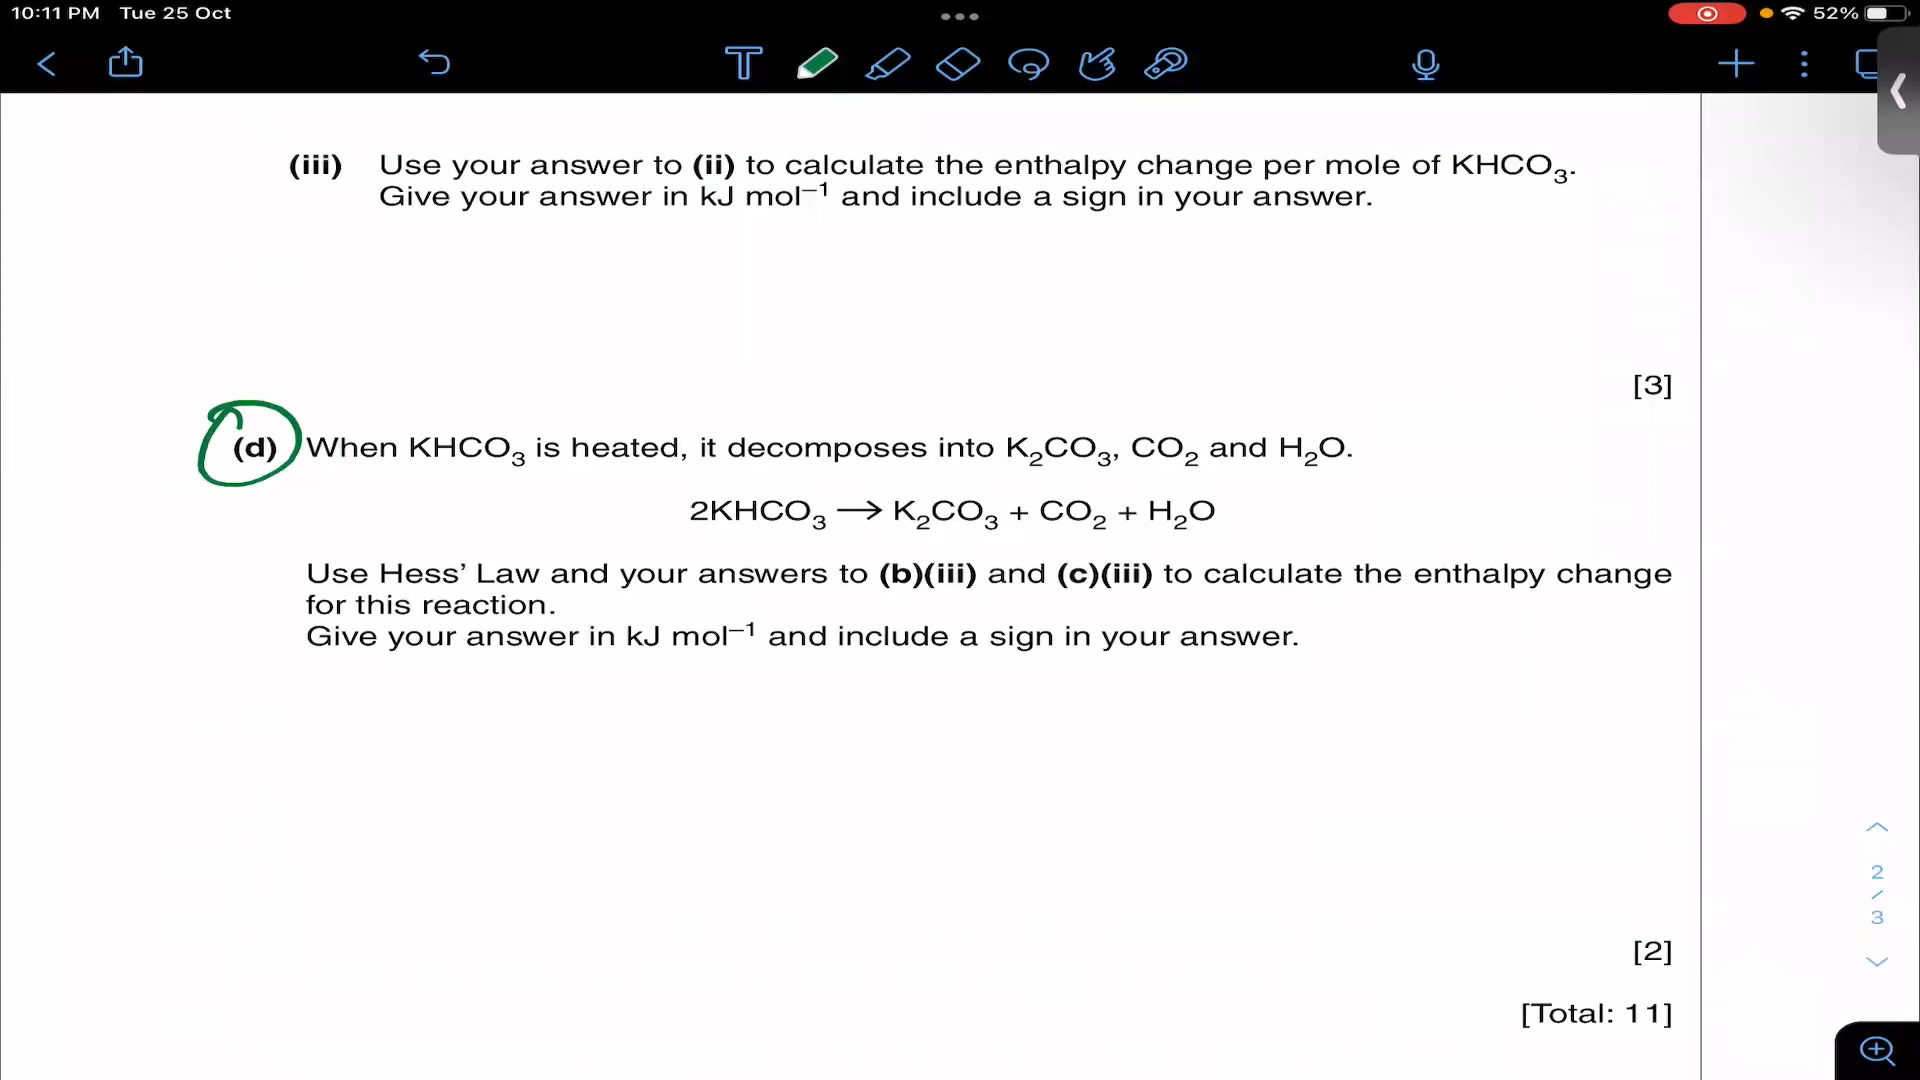 10:11 PM Tue 25 Oct
52%
(iii) Use your answer to (ii) to calculate the enthalpy change per mole of KHCO₃.
Give your answer in kJ mol⁻¹ and include a sign in your answer.
[3]
(d) When KHCO₃ is heated, it decomposes into K₂CO₃, CO₂ and H₂O.
2KHCO₃ → K₂CO₃ + CO₂ + H₂O
Use Hess’ Law and your answers to (b)(iii) and (c)(iii) to calculate the enthalpy change
for this reaction.
Give your answer in kJ mol⁻¹ and include a sign in your answer.
2
/
3
[2]
[Total: 11]